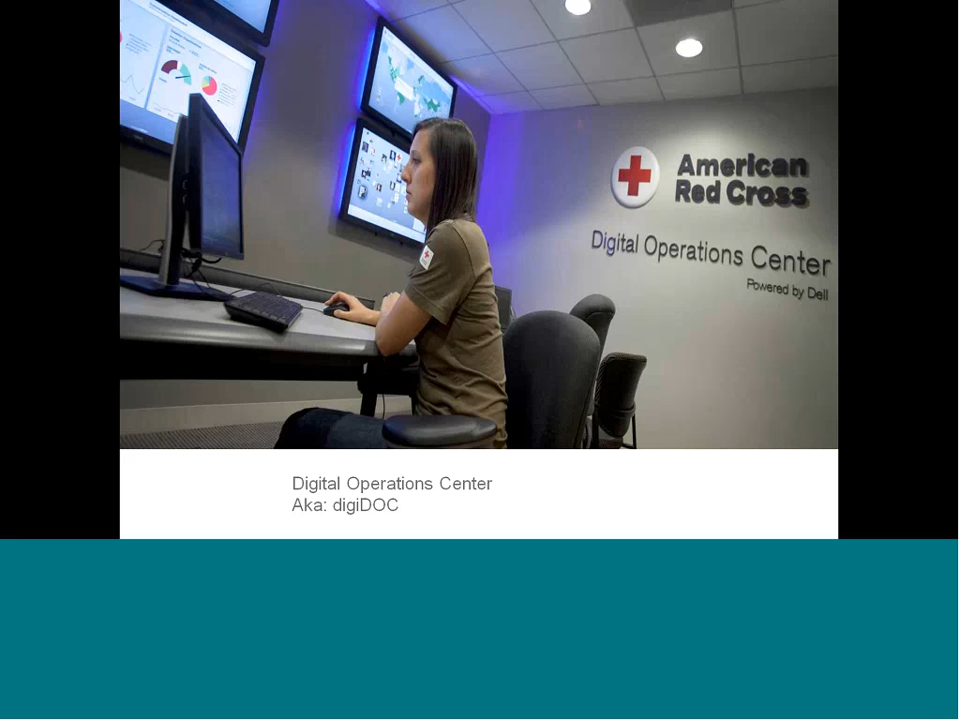 American
Red Cross
Digital Operations Center
Powered by Dell
Digital Operations Center
Aka: digiDOC